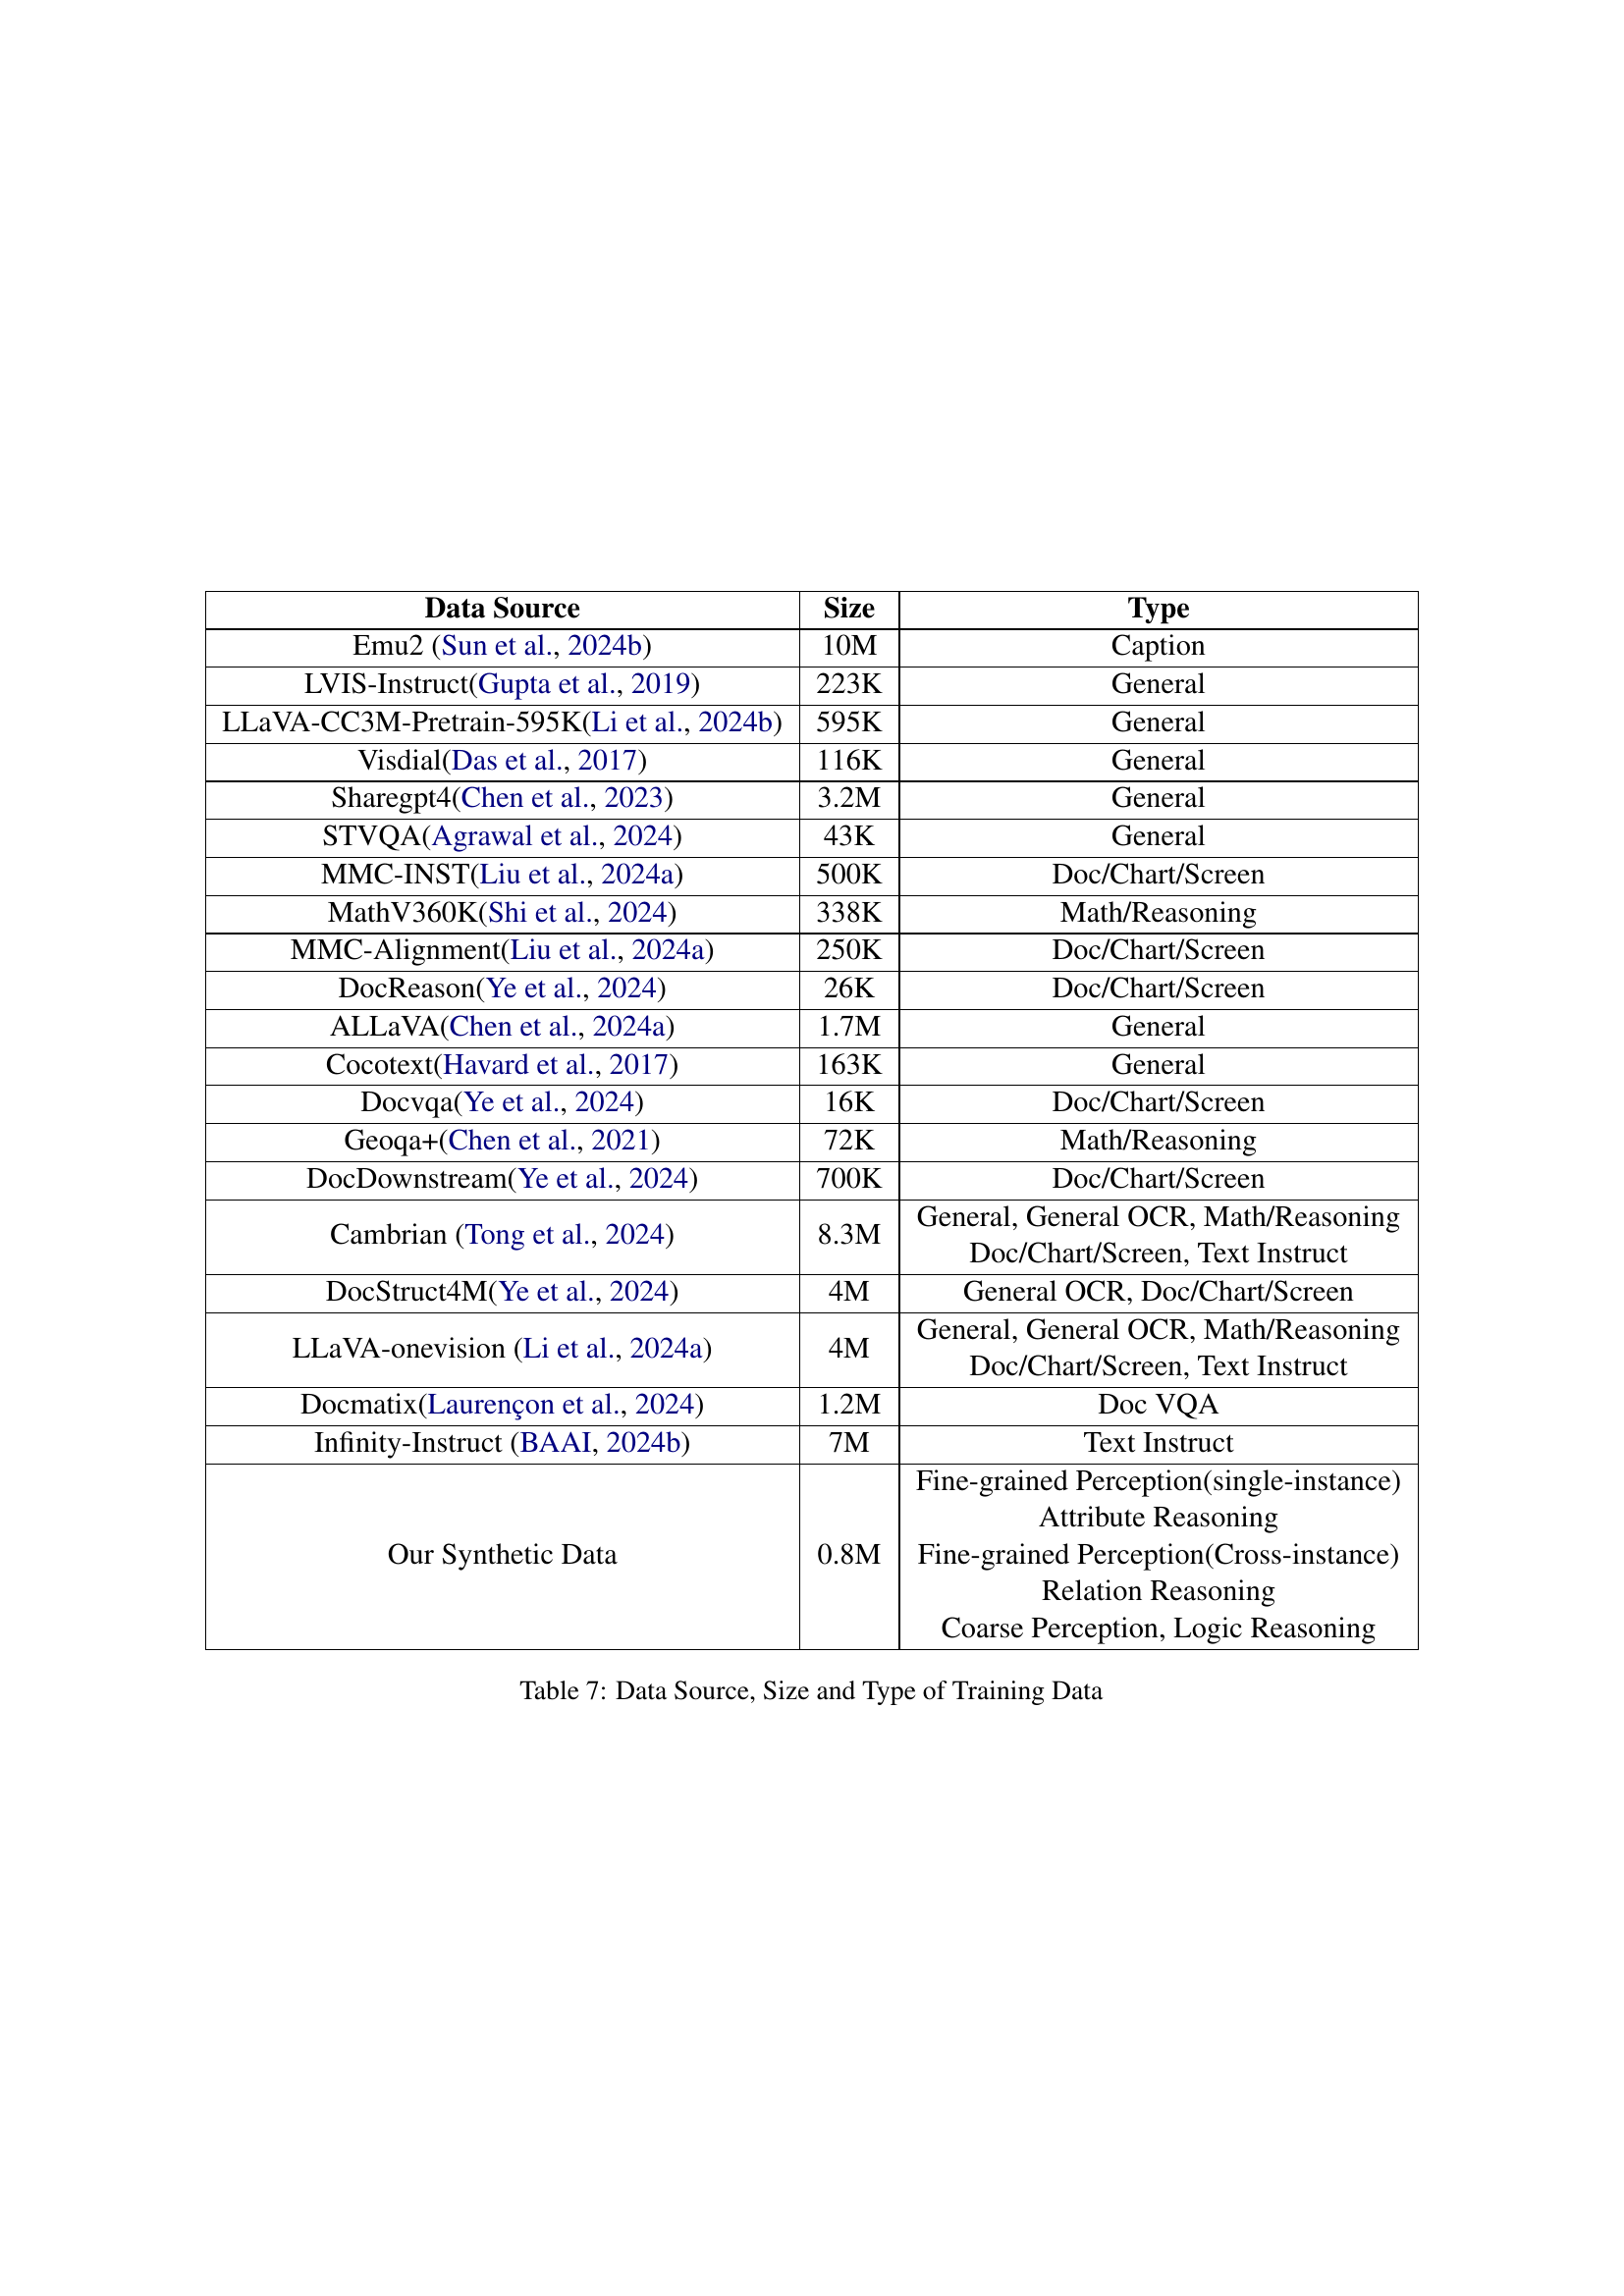 Data Source Size Type
Emu2 (Sun et al., 2024b) 10M Caption
LVIS-Instruct(Gupta et al., 2019) 223K General
LLaVA-CC3M-Pretrain-595K(Li et al., 2024b) 595K General
Visdial(Das et al., 2017) 116K General
Sharegpt4(Chen et al., 2023) 3.2M General
STVQA(Agrawal et al., 2024) 43K General
MMC-INST(Liu et al., 2024a) 500K Doc/Chart/Screen
MathV360K(Shi et al., 2024) 338K Math/Reasoning
MMC-Alignment(Liu et al., 2024a) 250K Doc/Chart/Screen
DocReason(Ye et al., 2024) 26K Doc/Chart/Screen
ALLaVA(Chen et al., 2024a) 1.7M General
Cocotext(Havard et al., 2017) 163K General
Docvqa(Ye et al., 2024) 16K Doc/Chart/Screen
Geoqa+(Chen et al., 2021) 72K Math/Reasoning
DocDownstream(Ye et al., 2024) 700K Doc/Chart/Screen
Cambrian (Tong et al., 2024) 8.3M General, General OCR, Math/Reasoning
Doc/Chart/Screen, Text Instruct
DocStruct4M(Ye et al., 2024) 4M General OCR, Doc/Chart/Screen
LLaVA-onevision (Li et al., 2024a) 4M General, General OCR, Math/Reasoning
Doc/Chart/Screen, Text Instruct
Docmatix(Laurençon et al., 2024) 1.2M Doc VQA
Infinity-Instruct (BAAI, 2024b) 7M Text Instruct
Our Synthetic Data 0.8M Fine-grained Perception(single-instance)
Attribute Reasoning
Fine-grained Perception(Cross-instance)
Relation Reasoning
Coarse Perception, Logic Reasoning
Table 7: Data Source, Size and Type of Training Data